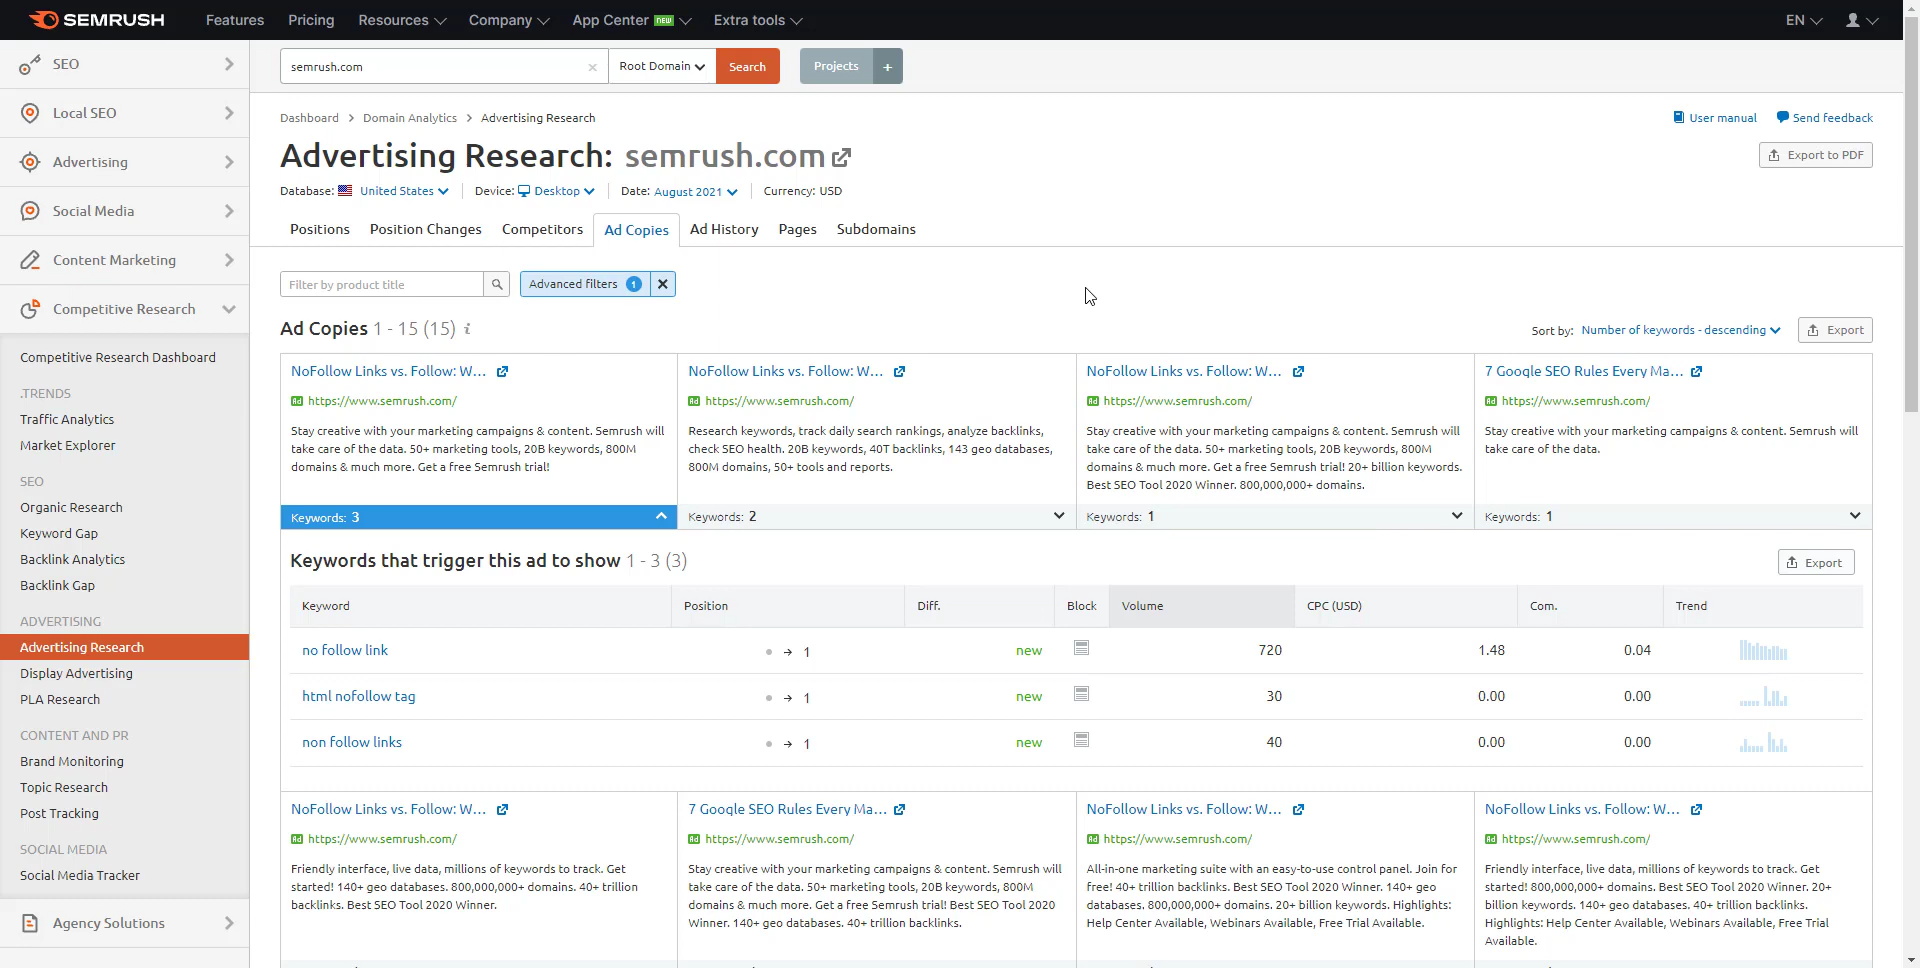 SEMRUSH
Features
Pricing
Resources
Company
App Center NEW
Extra tools
EN
SEO
Local SEO
Advertising
Social Media
Content Marketing
Competitive Research
Competitive Research Dashboard
.TRENDS
Traffic Analytics
Market Explorer
SEO
Organic Research
Keyword Gap
Backlink Analytics
Backlink Gap
ADVERTISING
Advertising Research
Display Advertising
PLA Research
CONTENT AND PR
Brand Monitoring
Topic Research
Post Tracking
SOCIAL MEDIA
Social Media Tracker
Agency Solutions
semrush.com × Root Domain Search Projects +
Dashboard > Domain Analytics > Advertising Research
User manual
Send feedback
Advertising Research: semrush.com
Export to PDF
Database: United States Device: Desktop Date: August 2021 Currency: USD
Positions Position Changes Competitors Ad Copies Ad History Pages Subdomains
Filter by product title
Advanced filters 1
Ad Copies 1 - 15 (15) i
Sort by: Number of keywords - descending
Export
NoFollow Links vs. Follow: W...
Ad https://www.semrush.com/
Stay creative with your marketing campaigns & content. Semrush will
take care of the data. 50+ marketing tools, 20B keywords, 800M
domains & much more. Get a free Semrush trial!
Keywords: 3
NoFollow Links vs. Follow: W...
Ad https://www.semrush.com/
Research keywords, track daily search rankings, analyze backlinks,
check SEO health. 20B keywords, 40T backlinks, 143 geo databases,
800M domains, 50+ tools and reports.
Keywords: 2
NoFollow Links vs. Follow: W...
Ad https://www.semrush.com/
Stay creative with your marketing campaigns & content. Semrush will
take care of the data. 50+ marketing tools, 20B keywords, 800M
domains & much more. Get a free Semrush trial! 20+ billion keywords.
Best SEO Tool 2020 Winner. 800,000,000+ domains.
Keywords: 1
7 Google SEO Rules Every Ma...
Ad https://www.semrush.com/
Stay creative with your marketing campaigns & content. Semrush will
take care of the data.
Keywords: 1
Keywords that trigger this ad to show 1 - 3 (3)
Export
Keyword Position Diff. Block Volume CPC (USD) Com. Trend
no follow link → 1 new 720 1.48 0.04
html nofollow tag → 1 new 30 0.00 0.00
non follow links → 1 new 40 0.00 0.00
NoFollow Links vs. Follow: W...
Ad https://www.semrush.com/
Friendly interface, live data, millions of keywords to track. Get
started! 140+ geo databases. 800,000,000+ domains. 40+ trillion
backlinks. Best SEO Tool 2020 Winner.
7 Google SEO Rules Every Ma...
Ad https://www.semrush.com/
Stay creative with your marketing campaigns & content. Semrush will
take care of the data. 50+ marketing tools, 20B keywords, 800M
domains & much more. Get a free Semrush trial! Best SEO Tool 2020
Winner. 140+ geo databases. 40+ trillion backlinks.
NoFollow Links vs. Follow: W...
Ad https://www.semrush.com/
All-in-one marketing suite with an easy-to-use control panel. Join for
free! 40+ trillion backlinks. Best SEO Tool 2020 Winner. 140+ geo
databases. 800,000,000+ domains. 20+ billion keywords. Highlights:
Help Center Available, Webinars Available, Free Trial Available.
NoFollow Links vs. Follow: W...
Ad https://www.semrush.com/
Friendly interface, live data, millions of keywords to track. Get
started! 800,000,000+ domains. Best SEO Tool 2020 Winner. 20+
billion keywords. 140+ geo databases. 40+ trillion backlinks.
Highlights: Help Center Available, Webinars Available, Free Trial
Available.